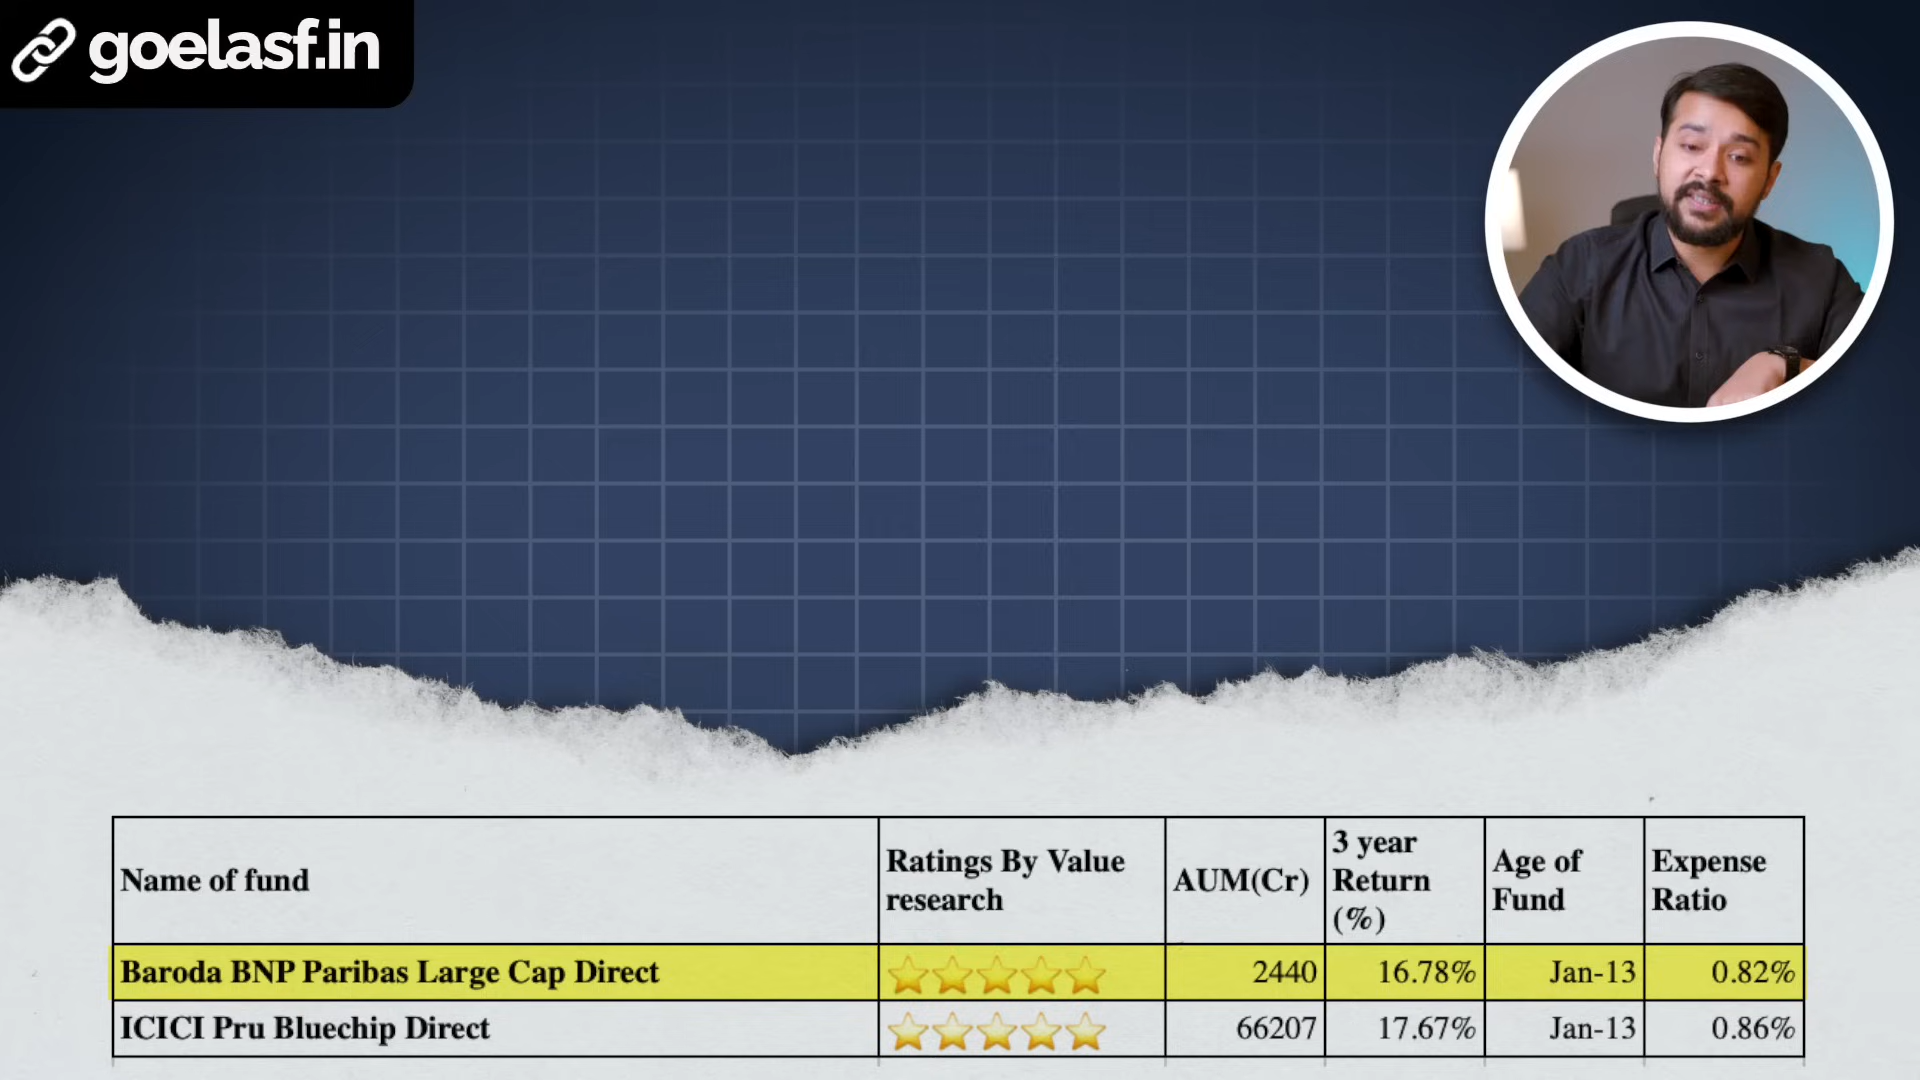 goelasf.in
Name of fund
Ratings By Value
research
AUM(Cr)
3 year
Return
(%)
Age of
Fund
Expense
Ratio
Baroda BNP Paribas Large Cap Direct
2440
16.78%
Jan-13
0.82%
ICICI Pru Bluechip Direct
66207
17.67%
Jan-13
0.86%